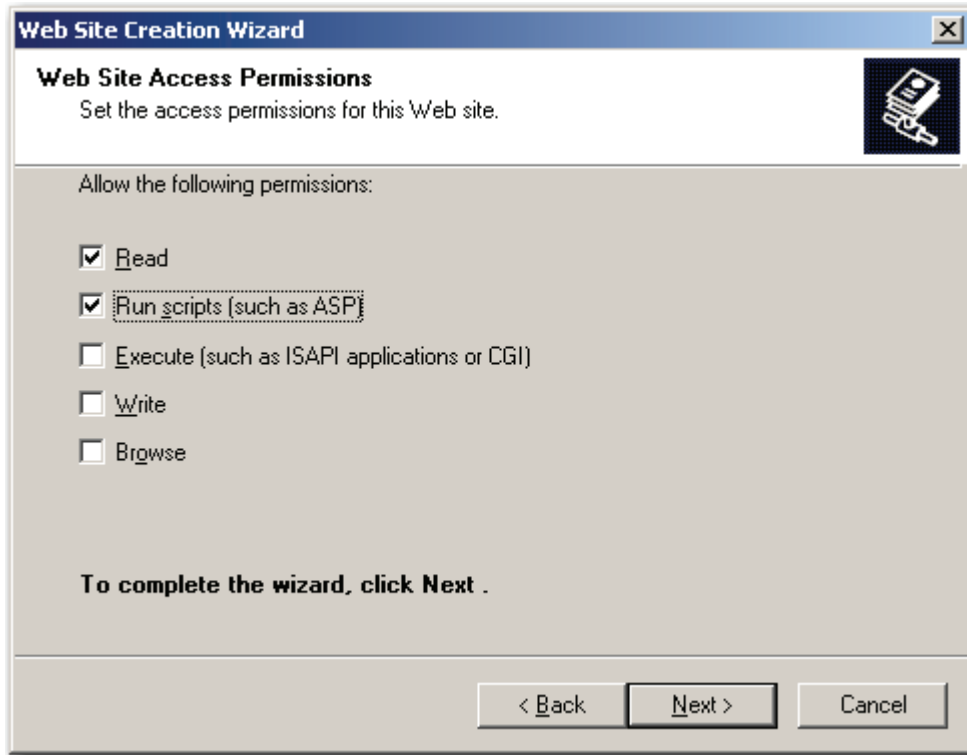 Web Site Creation Wizard
Web Site Access Permissions
Set the access permissions for this Web site.
Allow the following permissions:
Read
Run scripts (such as ASP)
Execute (such as ISAPI applications or CGI)
Write
Browse
To complete the wizard, click Next .
< Back Next > Cancel